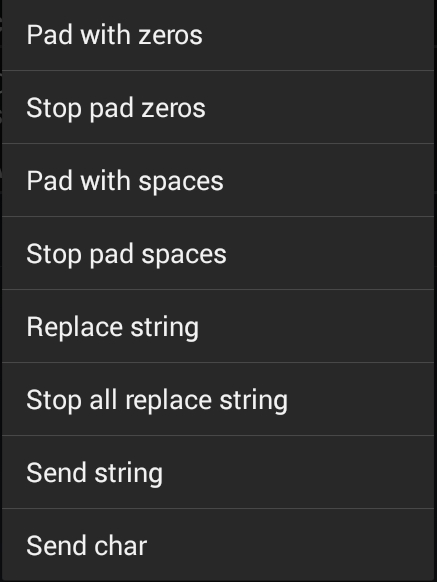 Pad with zeros
Stop pad zeros
Pad with spaces
Stop pad spaces
Replace string
Stop all replace string
Send string
Send char